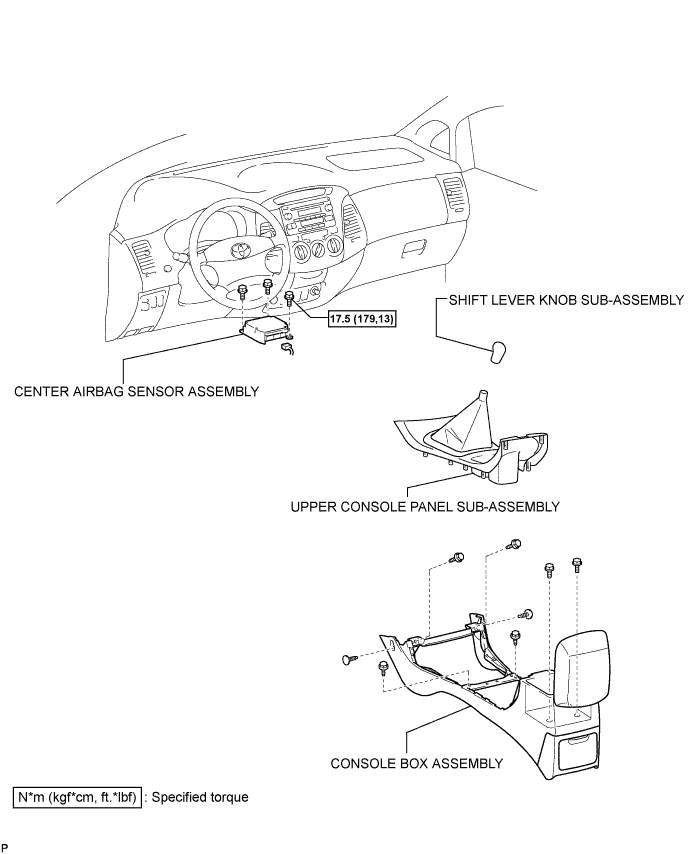 SHIFT LEVER KNOB SUB-ASSEMBLY
17.5 (179,13)
CENTER AIRBAG SENSOR ASSEMBLY
UPPER CONSOLE PANEL SUB-ASSEMBLY
CONSOLE BOX ASSEMBLY
N*m (kgf*cm, ft.*lbf) : Specified torque
P